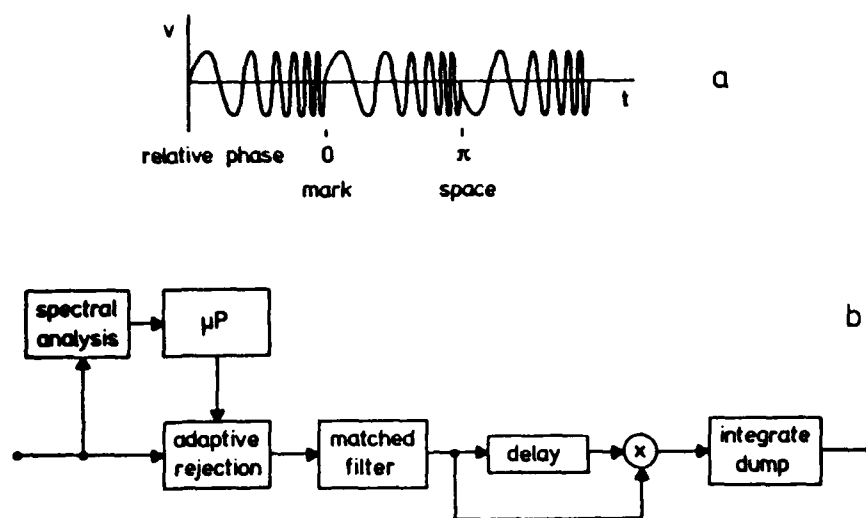 v
a
t
relative phase 0 π
mark space
b
spectral
analysis
μP
adaptive
rejection
matched
filter
delay
x
integrate
dump